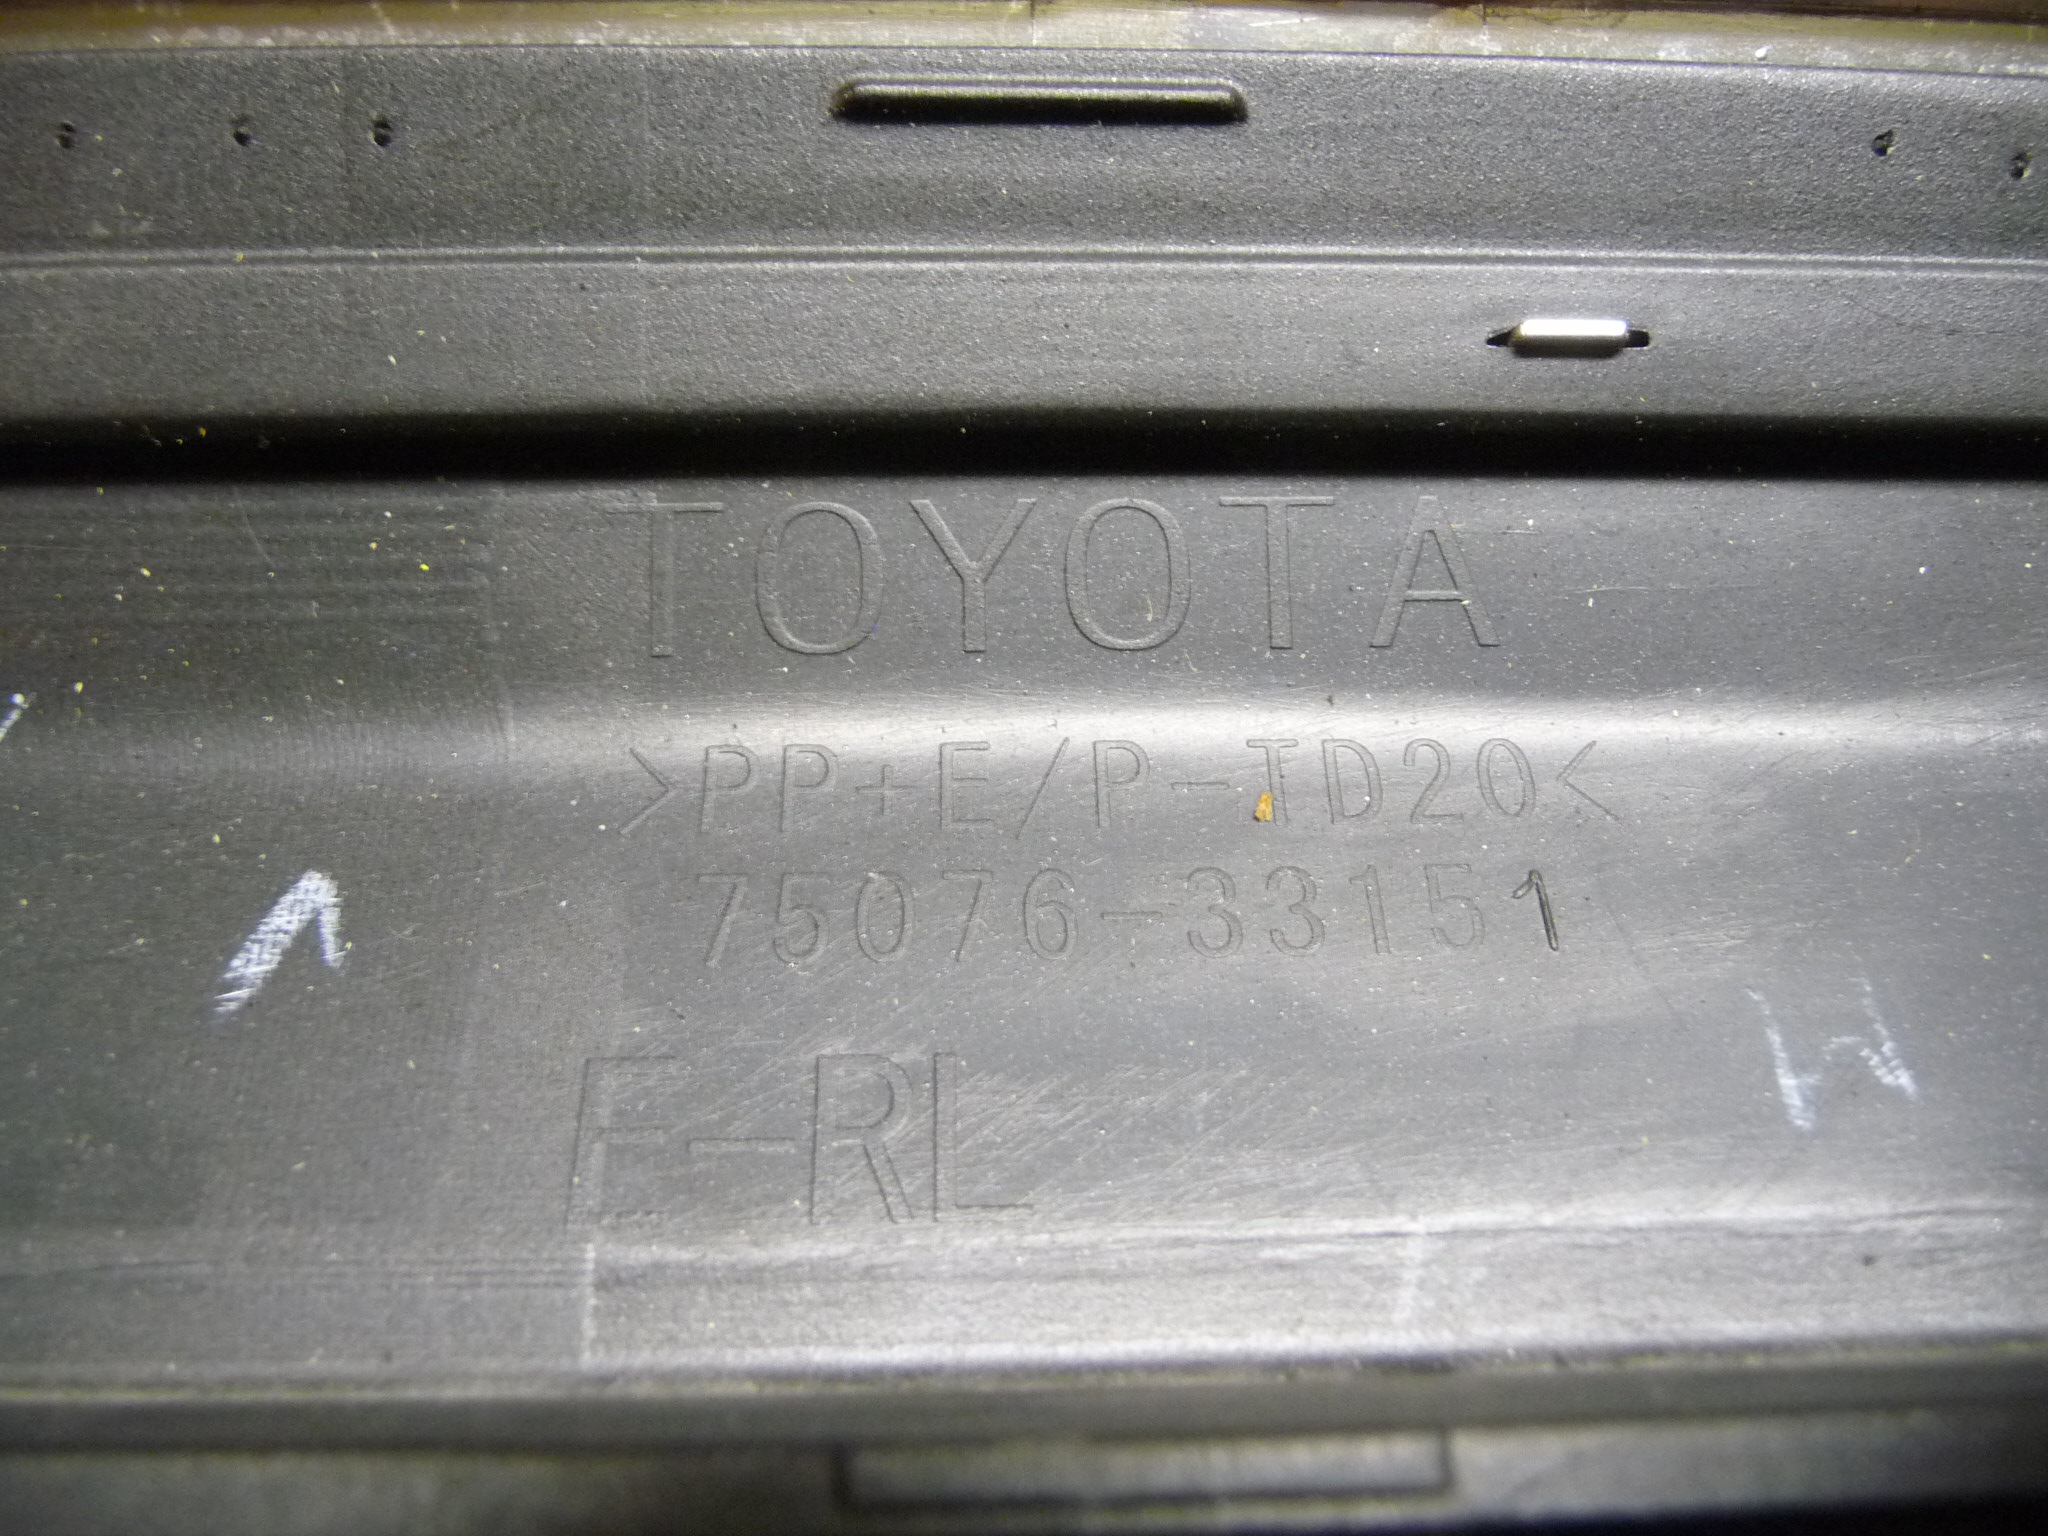 TOYOTA
>PP+E/P-TD20<
75076-33151
E-RL